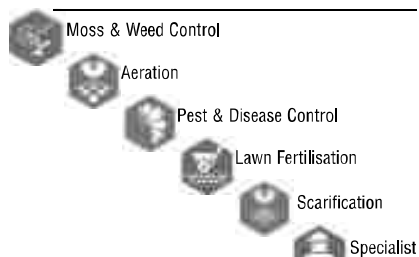 Moss & Weed Control
Aeration
Pest & Disease Control
Lawn Fertilisation
Scarification
Specialist